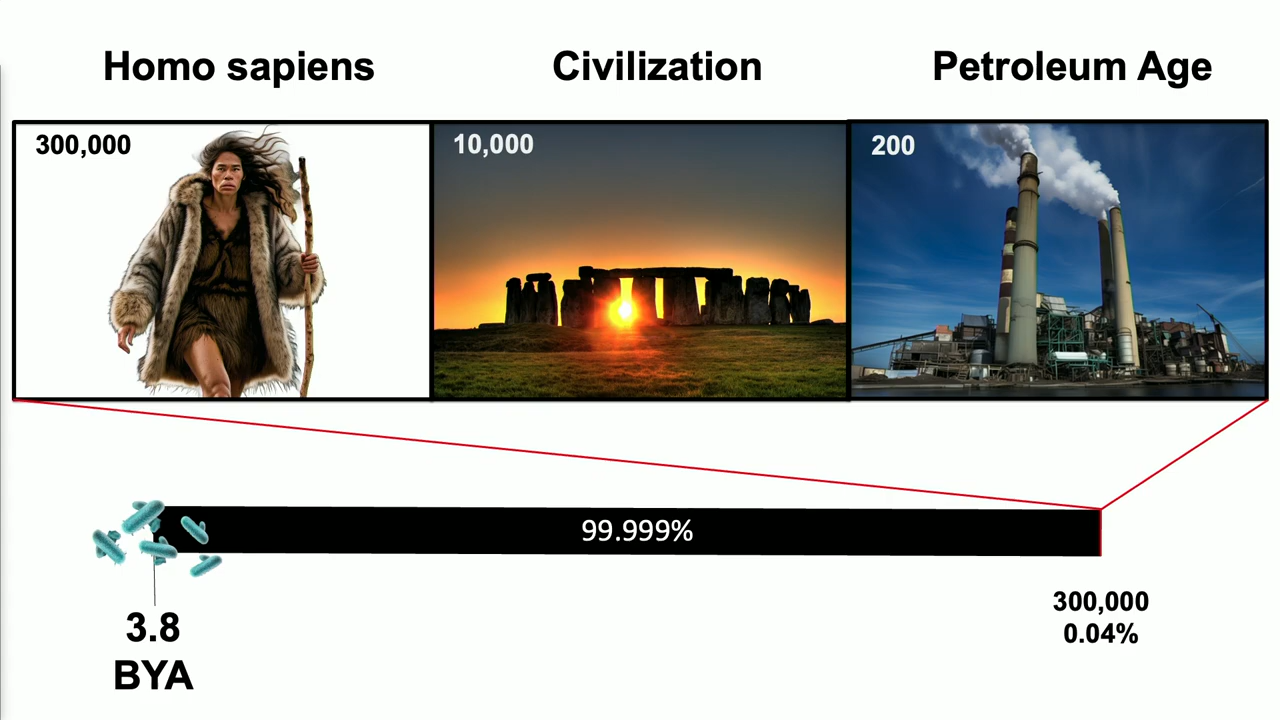 Homo sapiens
Civilization
Petroleum Age
300,000
10,000
200
99.999%
3.8
BYA
300,000
0.04%